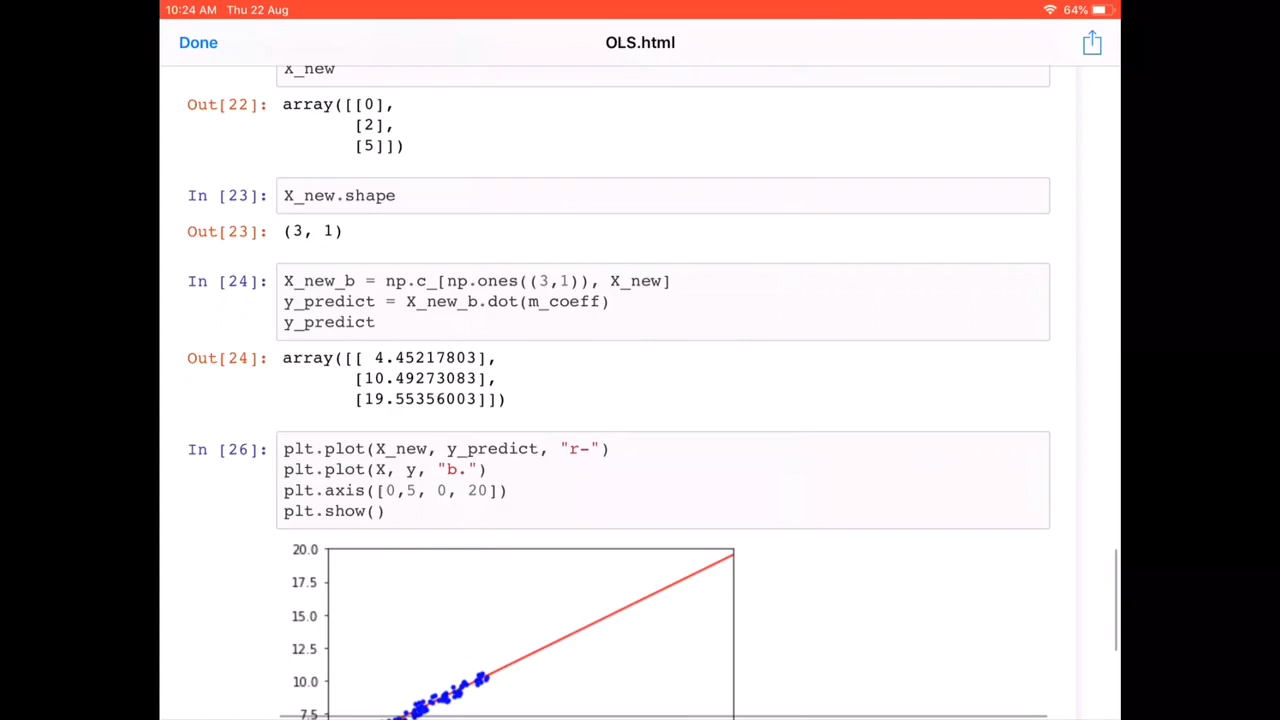 10:24 AM Thu 22 Aug 64%
Done OLS.html
X_new
Out[22]: array([[0],
[2],
[5]])
In [23]: X_new.shape
Out[23]: (3, 1)
In [24]: X_new_b = np.c_[np.ones((3,1)), X_new]
y_predict = X_new_b.dot(m_coeff)
y_predict
Out[24]: array([[ 4.45217803],
[10.49273083],
[19.55356003]])
In [26]: plt.plot(X_new, y_predict, "r-")
plt.plot(X, y, "b.")
plt.axis([0,5, 0, 20])
plt.show()
20.0
17.5
15.0
12.5
10.0
7.5